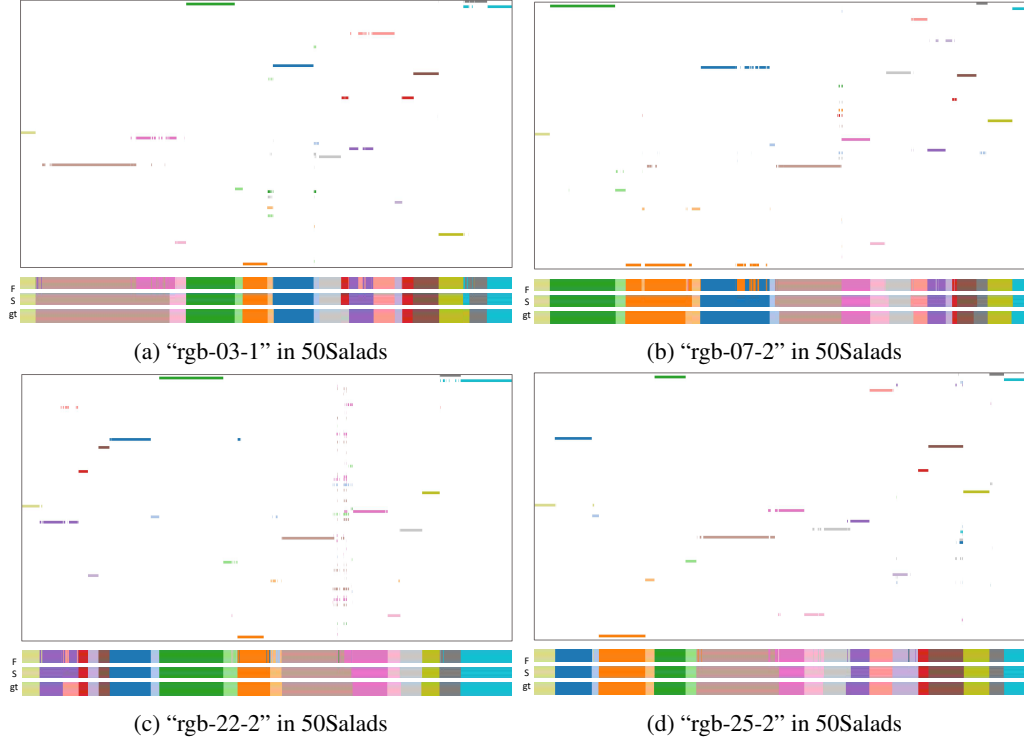 F
S
gt
F
S
gt
(a) “rgb-03-1” in 50Salads
(b) “rgb-07-2” in 50Salads
F
S
gt
F
S
gt
(c) “rgb-22-2” in 50Salads
(d) “rgb-25-2” in 50Salads